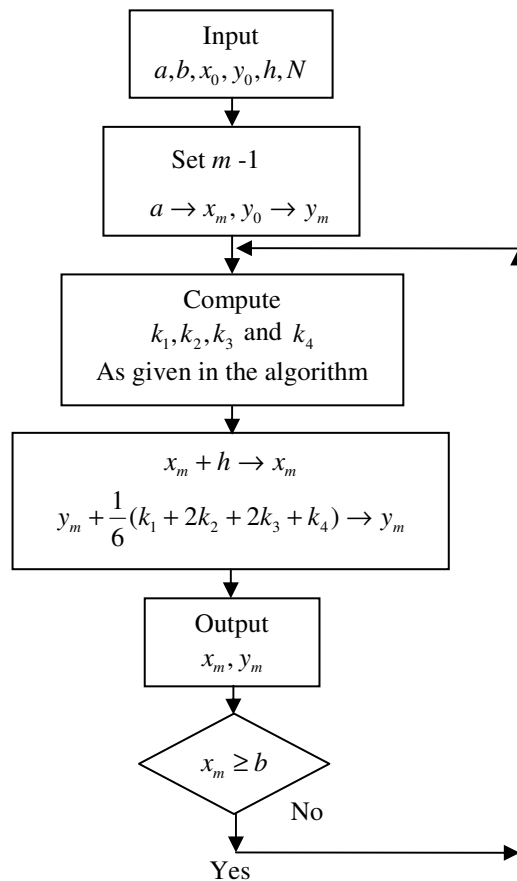 Input
a,b,x₀,y₀,h,N
Set m -1
a → xₘ, y₀ → yₘ
Compute
k₁,k₂,k₃ and k₄
As given in the algorithm
xₘ + h → xₘ
yₘ + 1/6(k₁ + 2k₂ + 2k₃ + k₄) → yₘ
Output
xₘ, yₘ
xₘ ≥ b
No
Yes